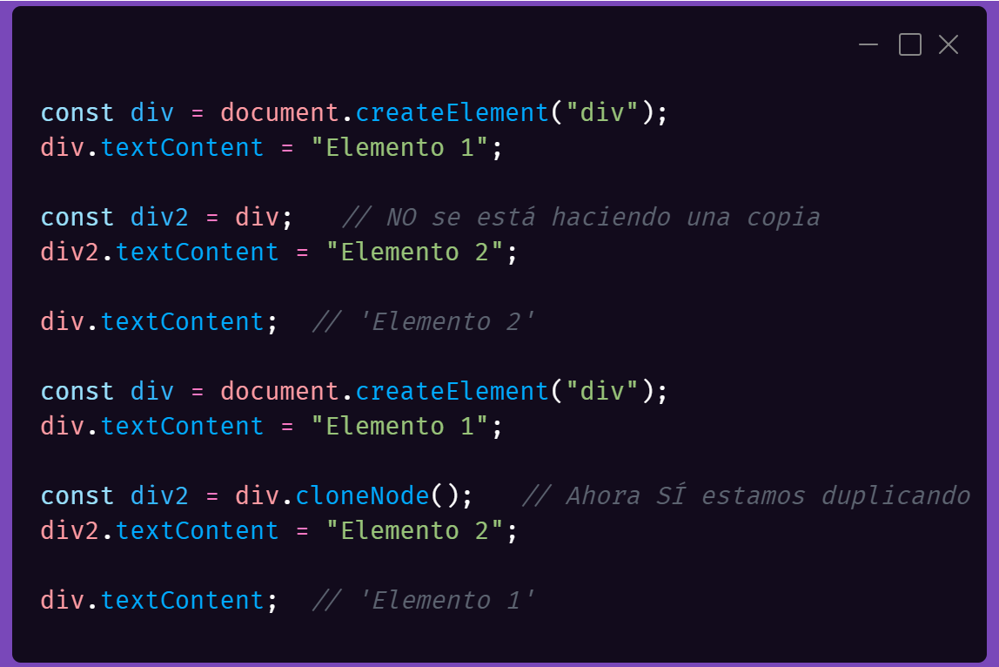 const div = document.createElement("div");
div.textContent = "Elemento 1";
const div2 = div;   // NO se está haciendo una copia
div2.textContent = "Elemento 2";
div.textContent;  // 'Elemento 2'
const div = document.createElement("div");
div.textContent = "Elemento 1";
const div2 = div.cloneNode();   // Ahora SÍ estamos duplicando
div2.textContent = "Elemento 2";
div.textContent;  // 'Elemento 1'